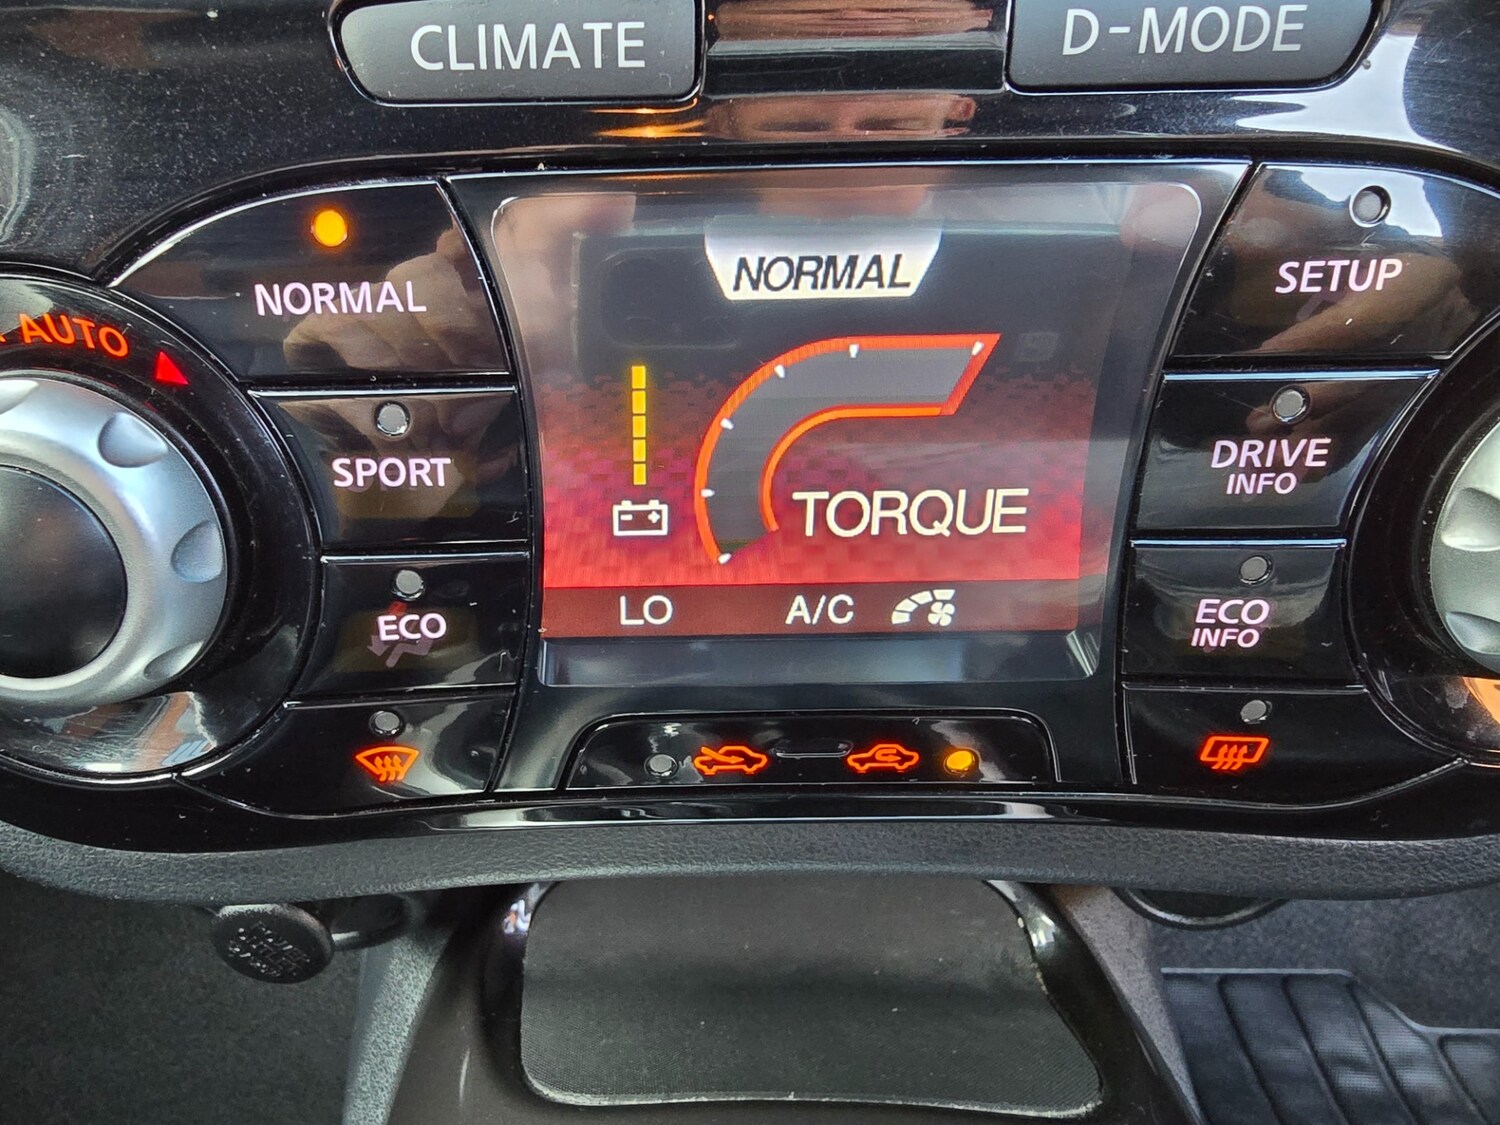 CLIMATE
D-MODE
NORMAL
AUTO
SPORT
ECO
NORMAL
TORQUE
LO A/C
SETUP
DRIVE
INFO
ECO
INFO